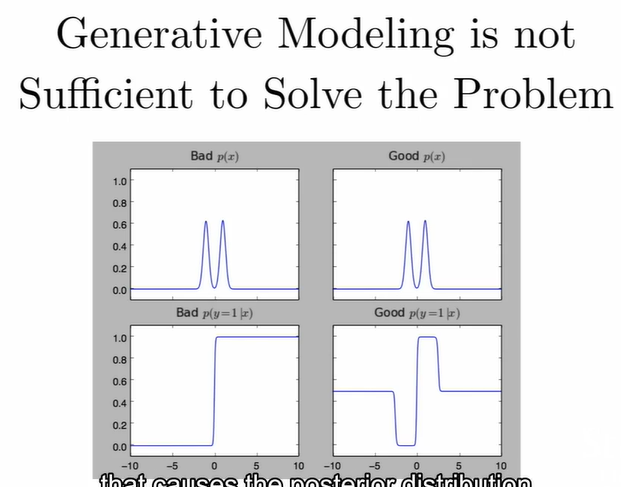 Generative Modeling is not
Sufficient to Solve the Problem
Bad p(x)
Good p(x)
1.0
0.8
0.6
0.4
0.2
0.0
Bad p(y=1|x)
Good p(y=1|x)
1.0
0.8
0.6
0.4
0.2
0.0
−10 −5 0 5 10
−10 −5 0 5 10
that causes the posterior distribution